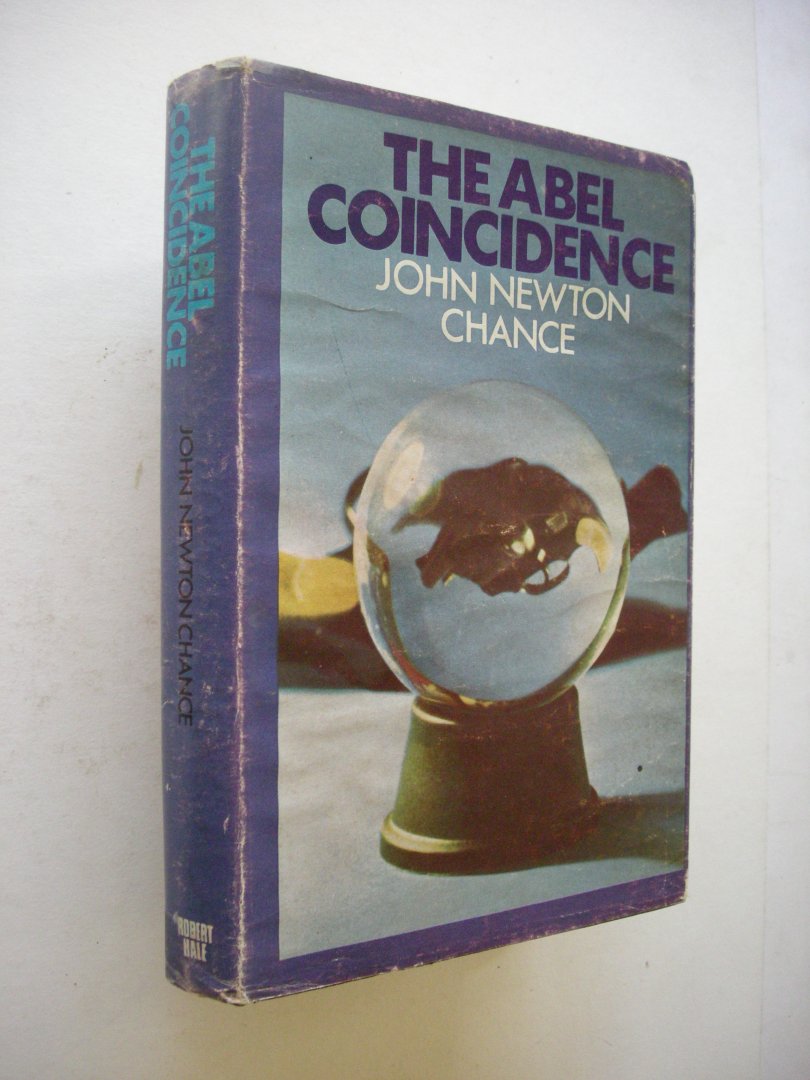 THE ABEL
COINCIDENCE
JOHN NEWTON
CHANCE
THE ABEL
COINCIDENCE
JOHN NEWTON CHANCE
ROBERT
HALE